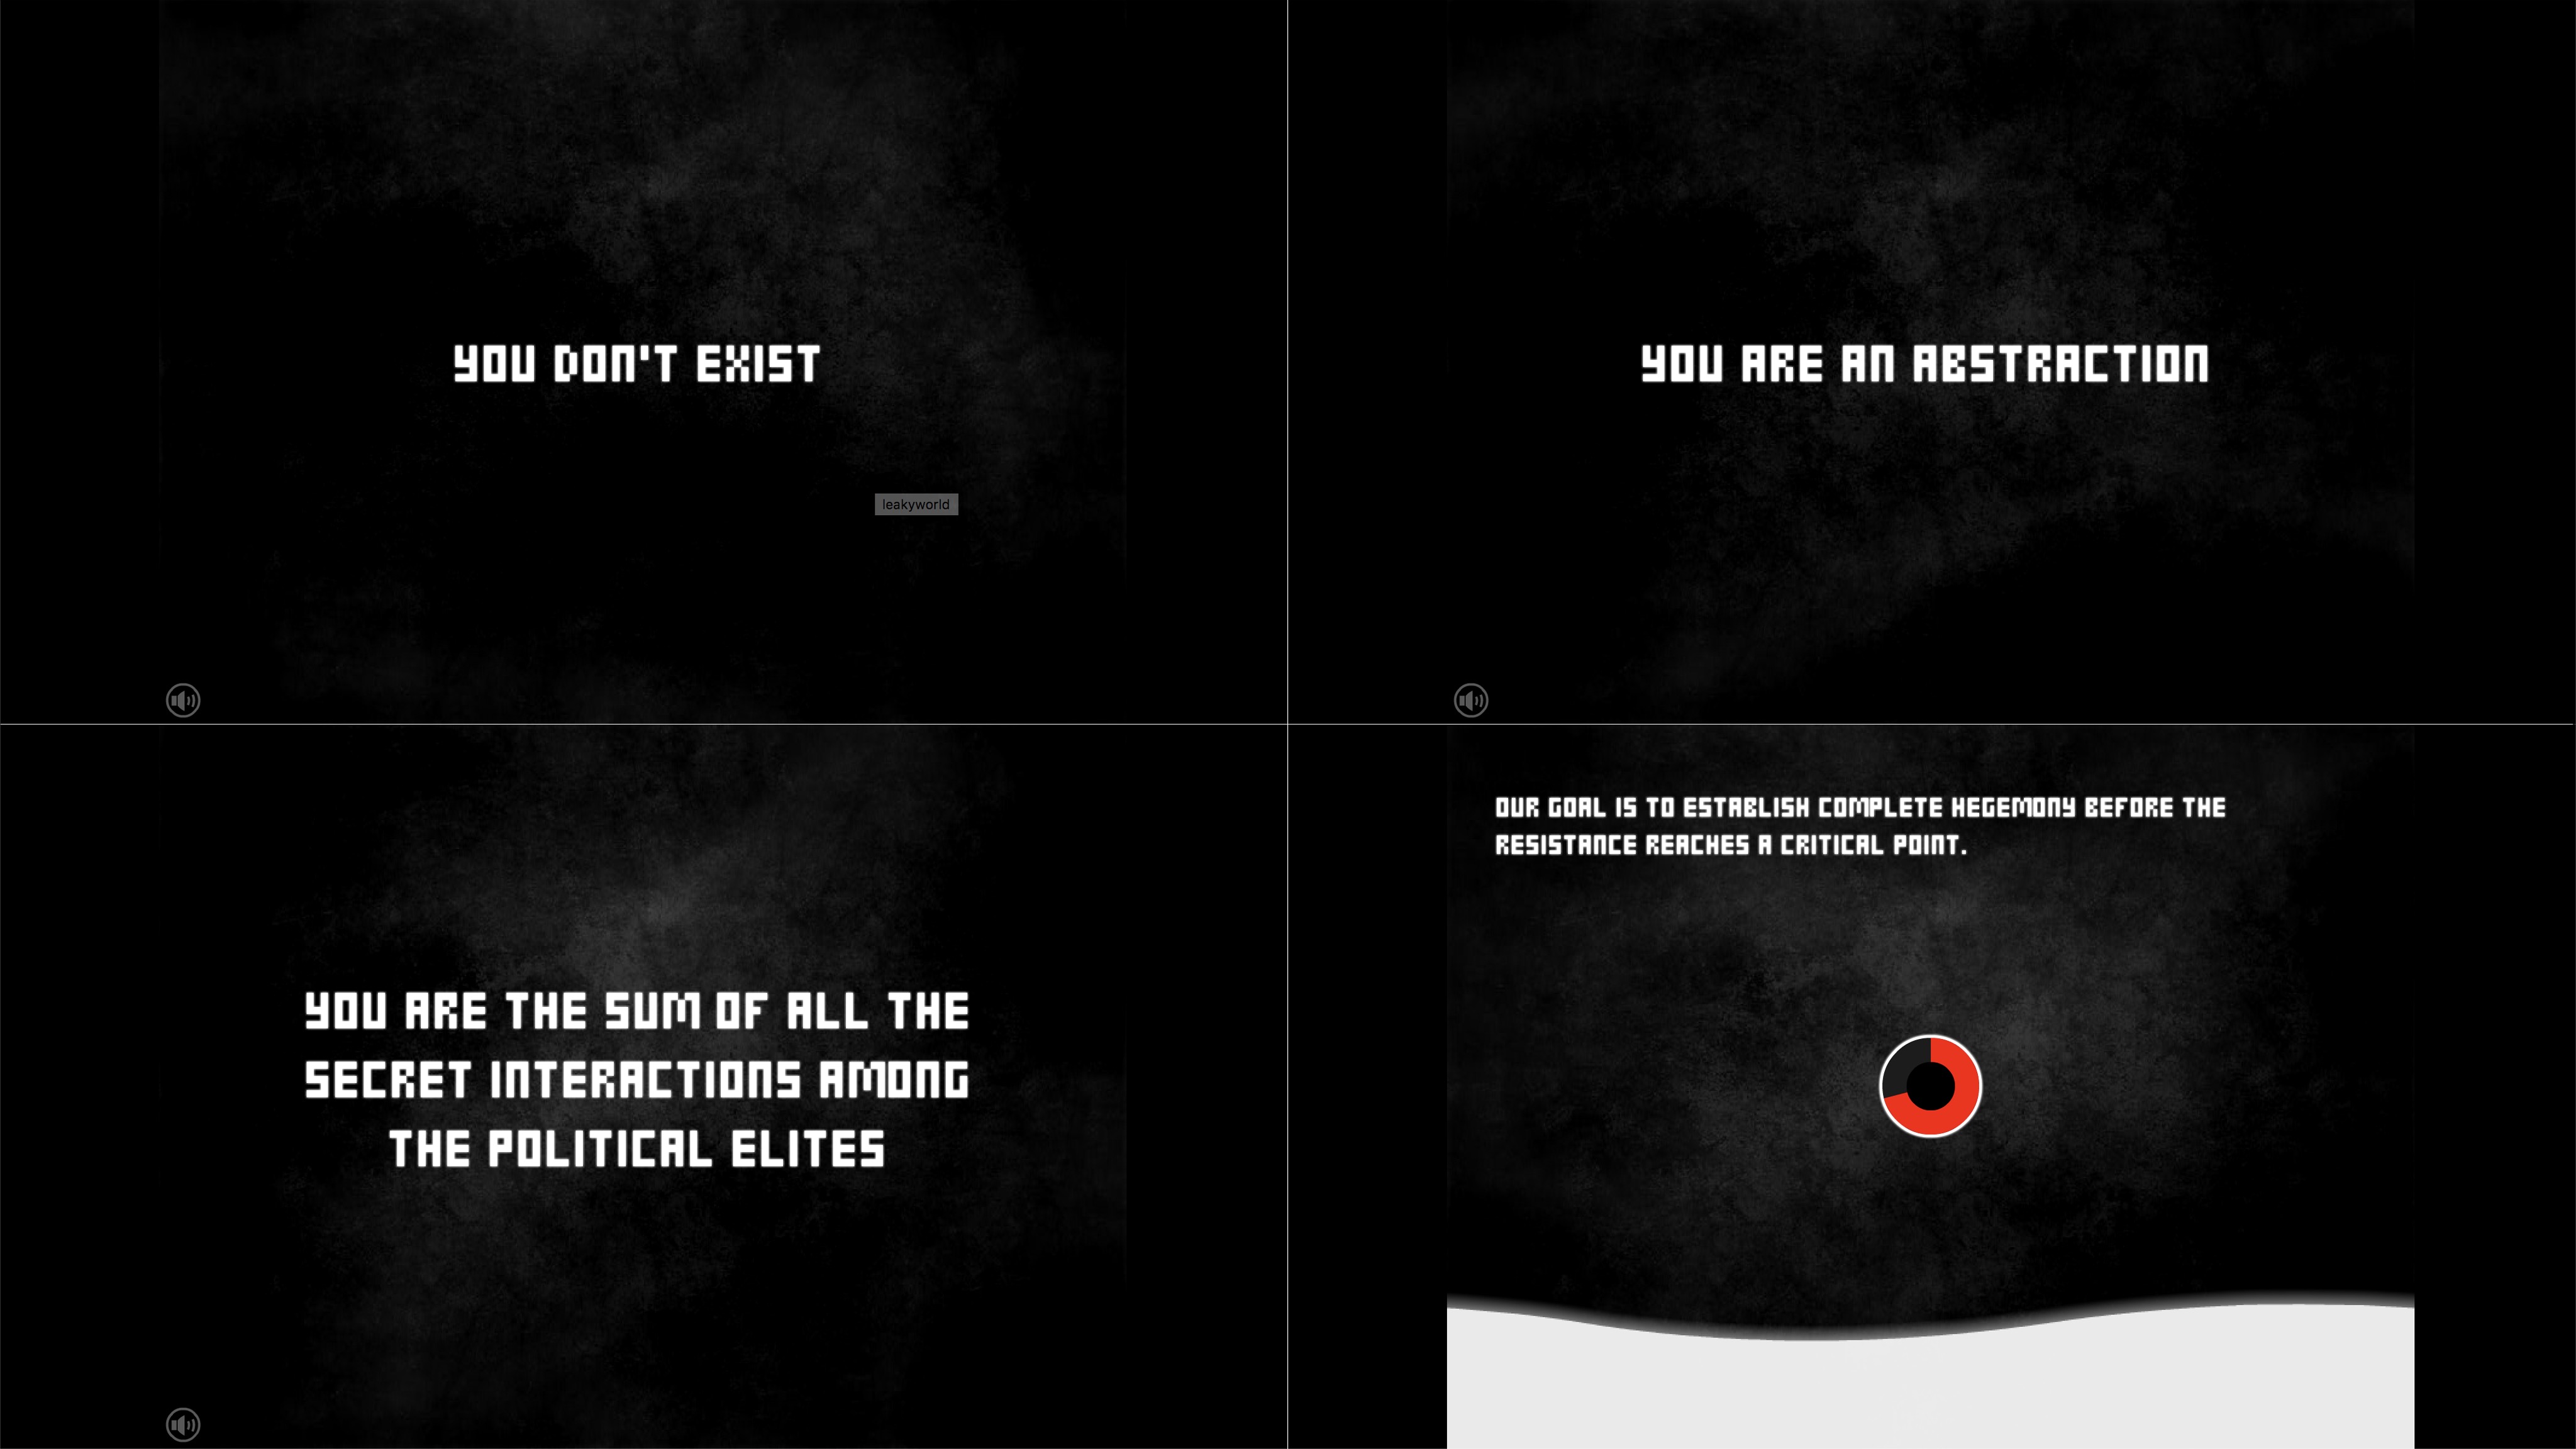 YOU DON'T EXIST
leakyworld
YOU ARE AN ABSTRACTION
YOU ARE THE SUM OF ALL THE
SECRET INTERACTIONS AMONG
THE POLITICAL ELITES
OUR GOAL IS TO ESTABLISH COMPLETE HEGEMONY BEFORE THE
RESISTANCE REACHES A CRITICAL POINT.